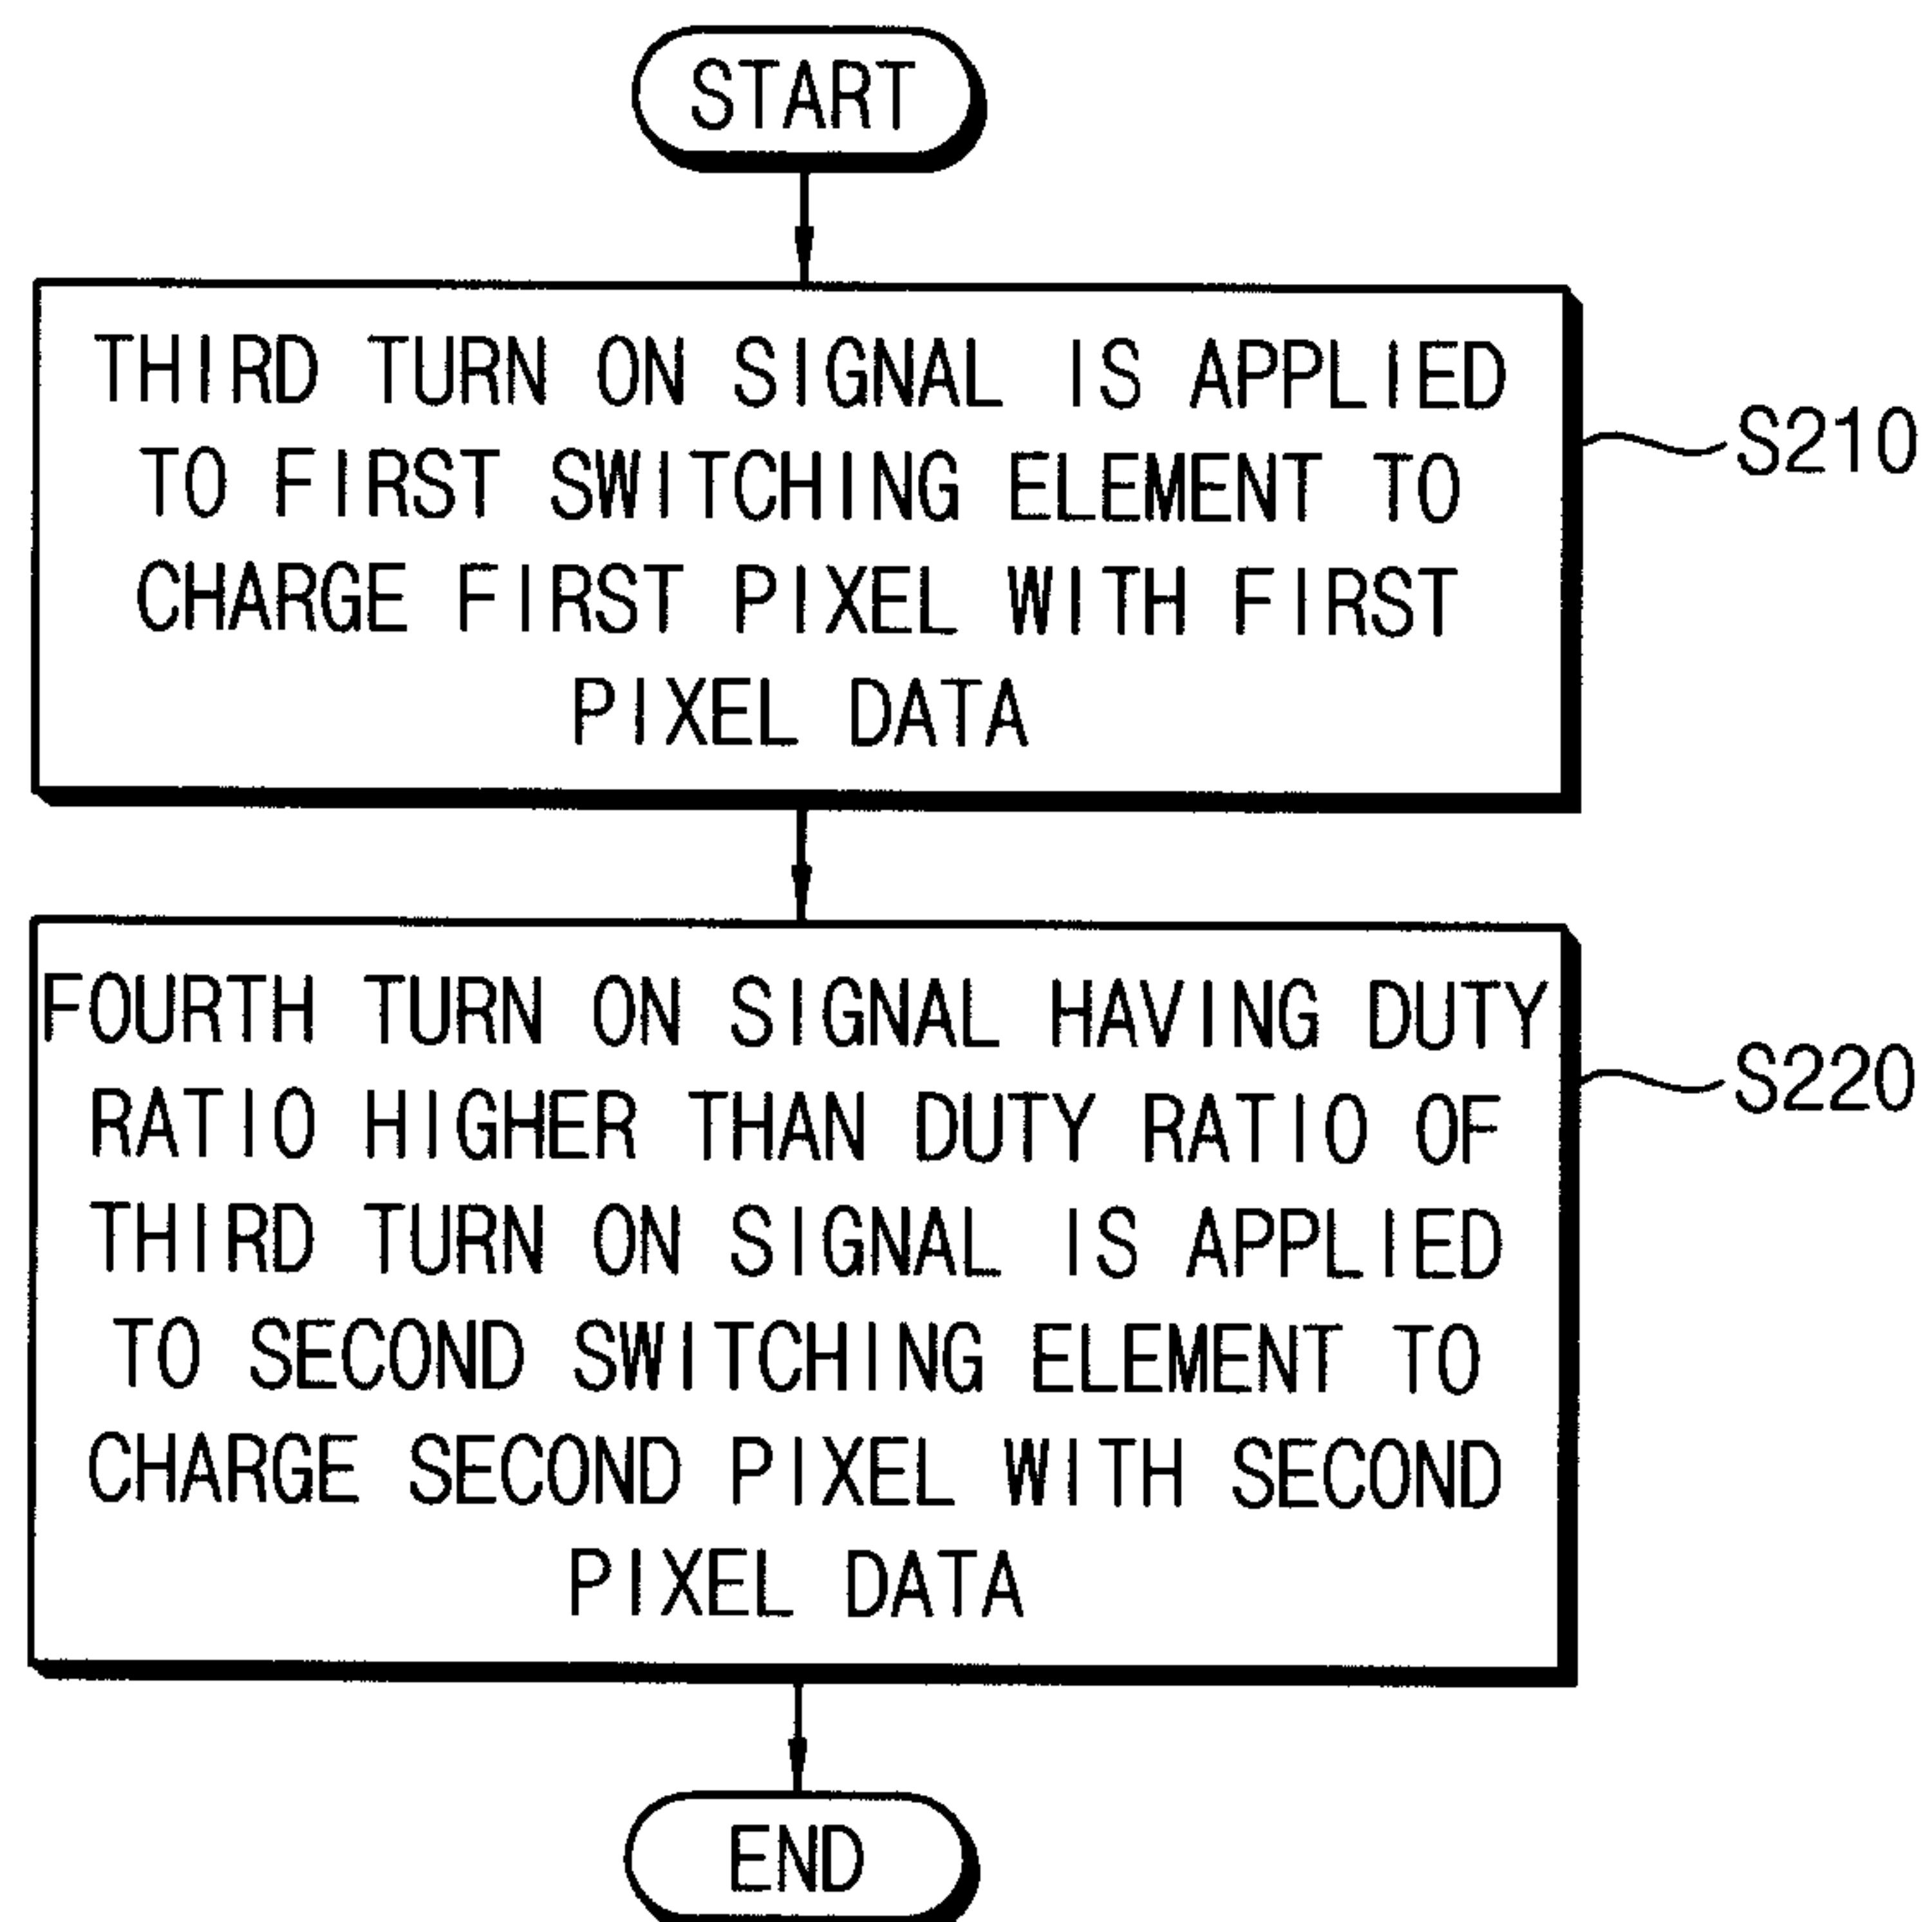 START
THIRD TURN ON SIGNAL IS APPLIED
TO FIRST SWITCHING ELEMENT TO
CHARGE FIRST PIXEL WITH FIRST
PIXEL DATA
S210
FOURTH TURN ON SIGNAL HAVING DUTY
RATIO HIGHER THAN DUTY RATIO OF
THIRD TURN ON SIGNAL IS APPLIED
TO SECOND SWITCHING ELEMENT TO
CHARGE SECOND PIXEL WITH SECOND
PIXEL DATA
S220
END